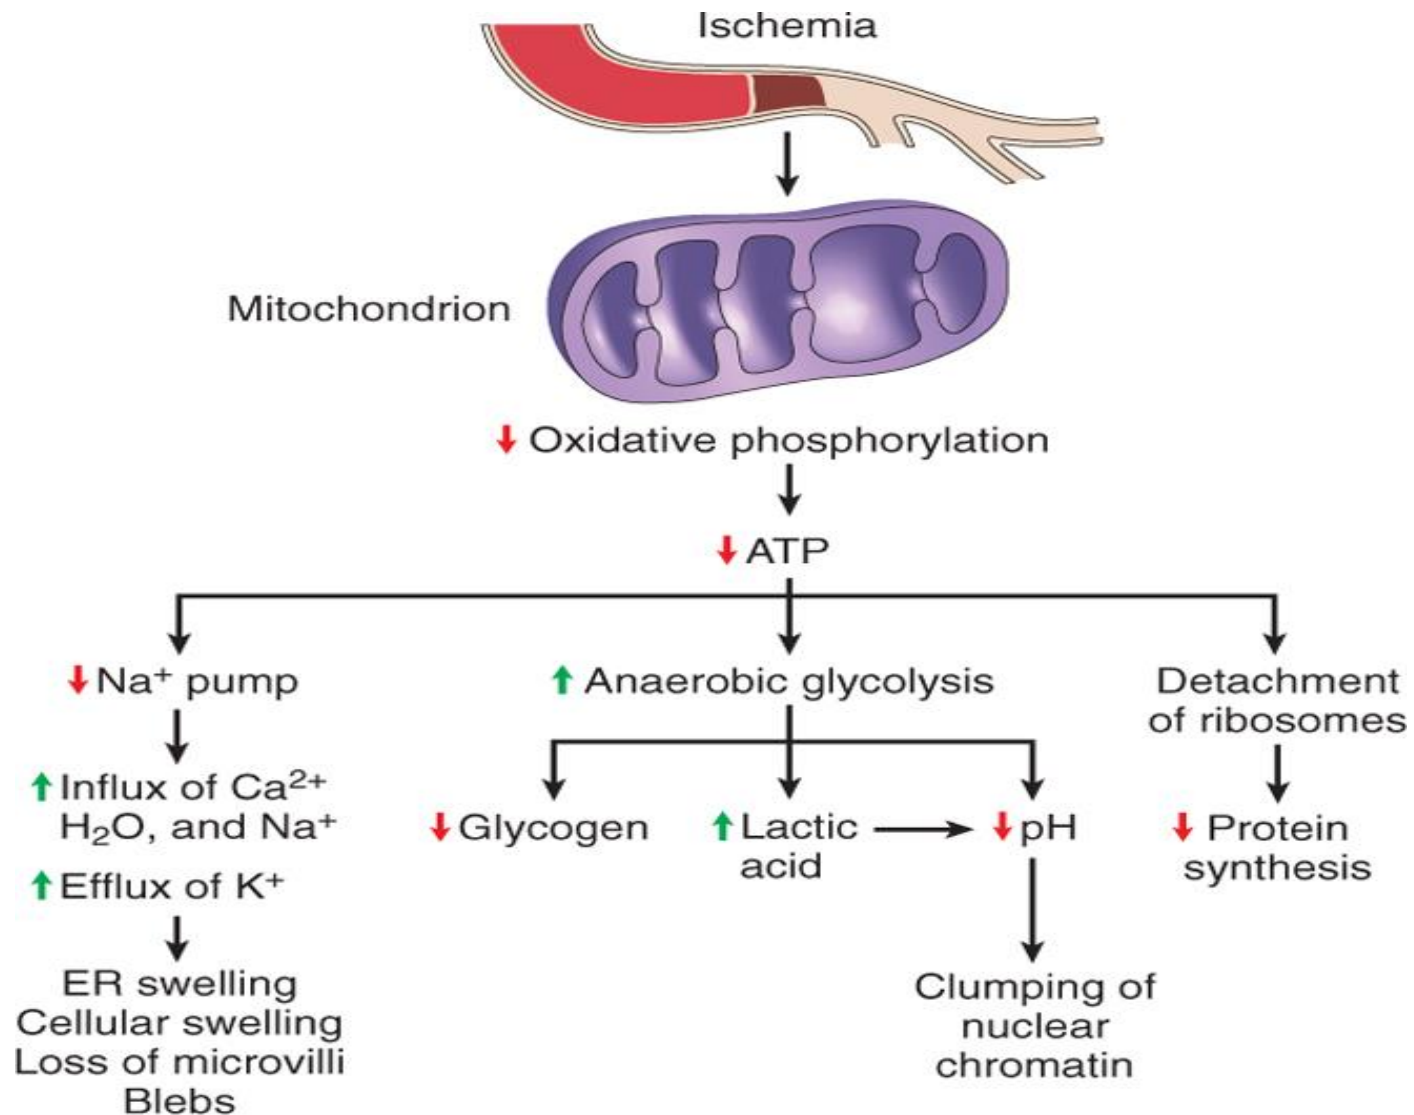 Ischemia
Mitochondrion
↓ Oxidative phosphorylation
↓ ATP
↓ Na⁺ pump
↑ Influx of Ca²⁺
H₂O, and Na⁺
↑ Efflux of K⁺
ER swelling
Cellular swelling
Loss of microvilli
Blebs
↑ Anaerobic glycolysis
↓ Glycogen
↑ Lactic
acid
↓ pH
Clumping of
nuclear
chromatin
Detachment
of ribosomes
↓ Protein
synthesis